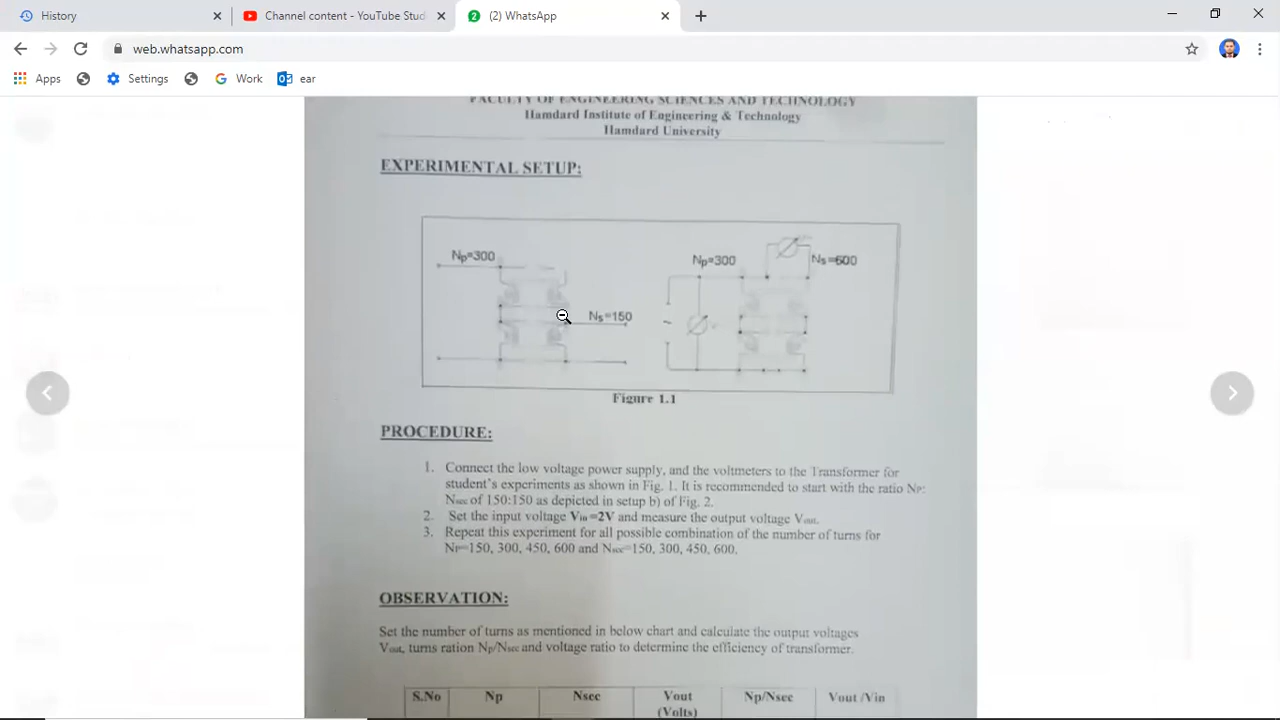 History
Channel content - YouTube Stud
2 (2) WhatsApp
web.whatsapp.com
Apps
Settings
Work
ear
FACULTY OF ENGINEERING SCIENCES AND TECHNOLOGY
Hamdard Institute of Engineering & Technology
Hamdard University
EXPERIMENTAL SETUP:
Np=300
Ns=150
Np=300
Ns=600
Figure 1.1
PROCEDURE:
1. Connect the low voltage power supply, and the voltmeters to the Transformer for
student's experiments as shown in Fig. 1. It is recommended to start with the ratio NP:
Nsec of 150:150 as depicted in setup b) of Fig. 2.
2. Set the input voltage Vin=2V and measure the output voltage Vout.
3. Repeat this experiment for all possible combination of the number of turns for
NP=150, 300, 450, 600 and Nsec=150, 300, 450, 600.
OBSERVATION:
Set the number of turns as mentioned in below chart and calculate the output voltages
Vout, turns ration Np/Nsec and voltage ratio to determine the efficiency of transformer.
S.No Np Nsec Vout Np/Nsec Vout /Vin
(Volts)